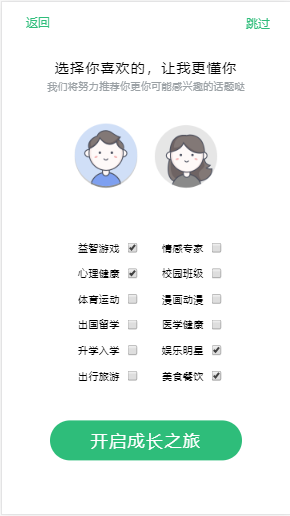 返回 跳过
选择你喜欢的，让我更懂你
我们将努力推荐你更你可能感兴趣的话题哒
益智游戏 情感专家
心理健康 校园班级
体育运动 漫画动漫
出国留学 医学健康
升学入学 娱乐明星
出行旅游 美食餐饮
开启成长之旅